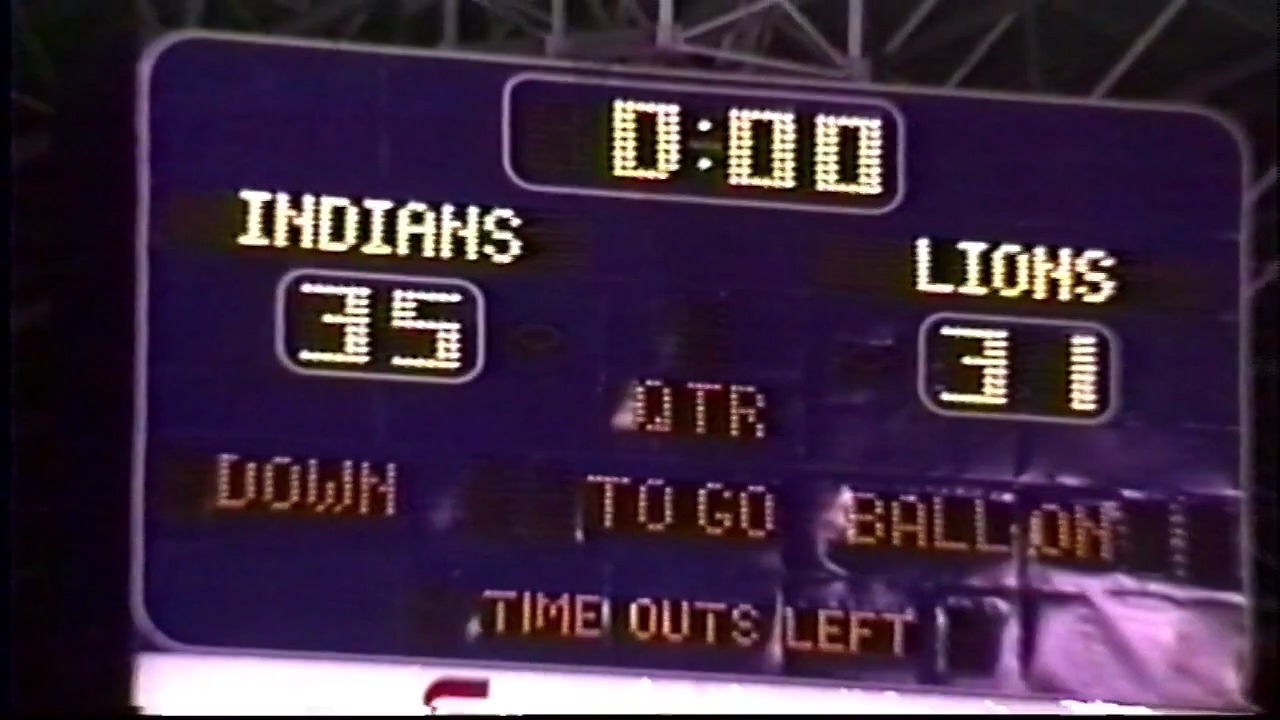 0:00
INDIANS LIONS
35 31
QTR
DOWN TO GO BALL ON
TIME OUTS LEFT